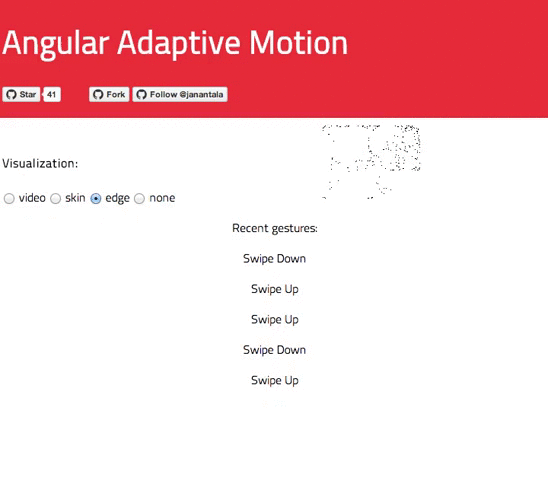 Angular Adaptive Motion
Star 41 Fork Follow @janantala
Visualization:
video skin edge none
Recent gestures:
Swipe Down
Swipe Up
Swipe Up
Swipe Down
Swipe Up